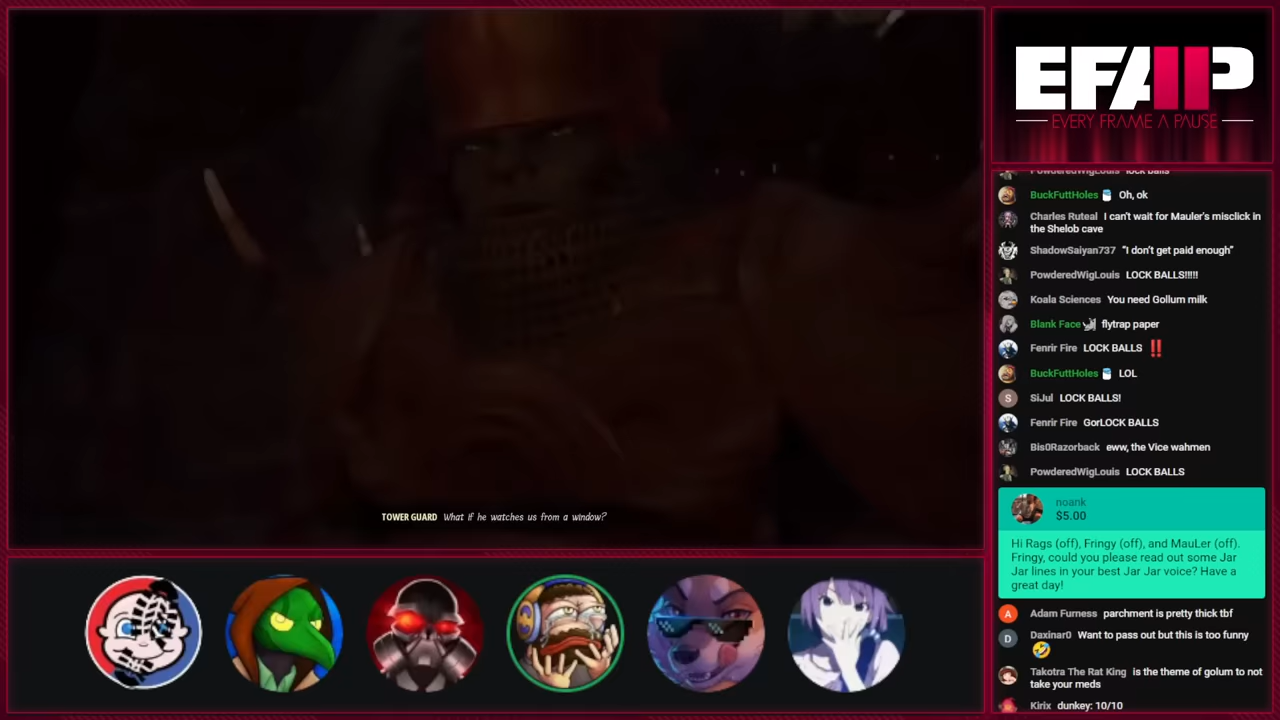 TOWER GUARD What if he watches us from a window?
EFAP
EVERY FRAME A PAUSE
PowderedWigLouis lock balls
BuckFuttHoles Oh, ok
Charles Ruteal I can't wait for Mauler's misclick in
the Shelob cave
ShadowSaiyan737 “I don't get paid enough”
PowderedWigLouis LOCK BALLS!!!!!
Koala Sciences You need Gollum milk
Blank Face flytrap paper
Fenrir Fire LOCK BALLS ‼️
BuckFuttHoles LOL
S SiJul LOCK BALLS!
Fenrir Fire GorLOCK BALLS
Bis0Razorback eww, the Vice wahmen
PowderedWigLouis LOCK BALLS
noank
$5.00
Hi Rags (off), Fringy (off), and MauLer (off).
Fringy, could you please read out some Jar
Jar lines in your best Jar Jar voice? Have a
great day!
A Adam Furness parchment is pretty thick tbf
D Daxinar0 Want to pass out but this is too funny
🤣
Takotra The Rat King is the theme of golum to not
take your meds
Kirix dunkey: 10/10